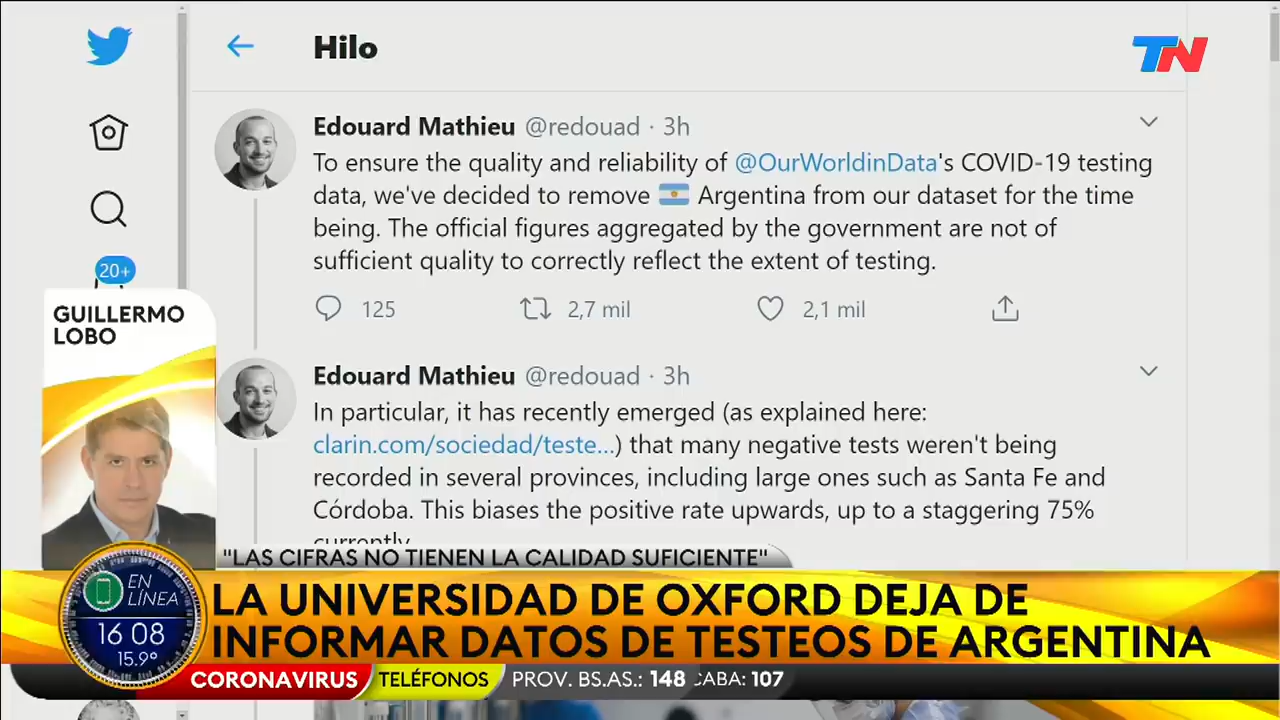 Hilo
TN
Edouard Mathieu @redouad · 3h
To ensure the quality and reliability of @OurWorldinData's COVID-19 testing
data, we've decided to remove 🇦🇷 Argentina from our dataset for the time
being. The official figures aggregated by the government are not of
sufficient quality to correctly reflect the extent of testing.
125 2,7 mil 2,1 mil
20+
GUILLERMO
LOBO
Edouard Mathieu @redouad · 3h
In particular, it has recently emerged (as explained here:
clarin.com/sociedad/teste...) that many negative tests weren't being
recorded in several provinces, including large ones such as Santa Fe and
Córdoba. This biases the positive rate upwards, up to a staggering 75%
currently
"LAS CIFRAS NO TIENEN LA CALIDAD SUFICIENTE"
EN
LÍNEA
16 08
15.9°
LA UNIVERSIDAD DE OXFORD DEJA DE
INFORMAR DATOS DE TESTEOS DE ARGENTINA
CORONAVIRUS TELÉFONOS PROV. BS.AS.: 148 CABA: 107